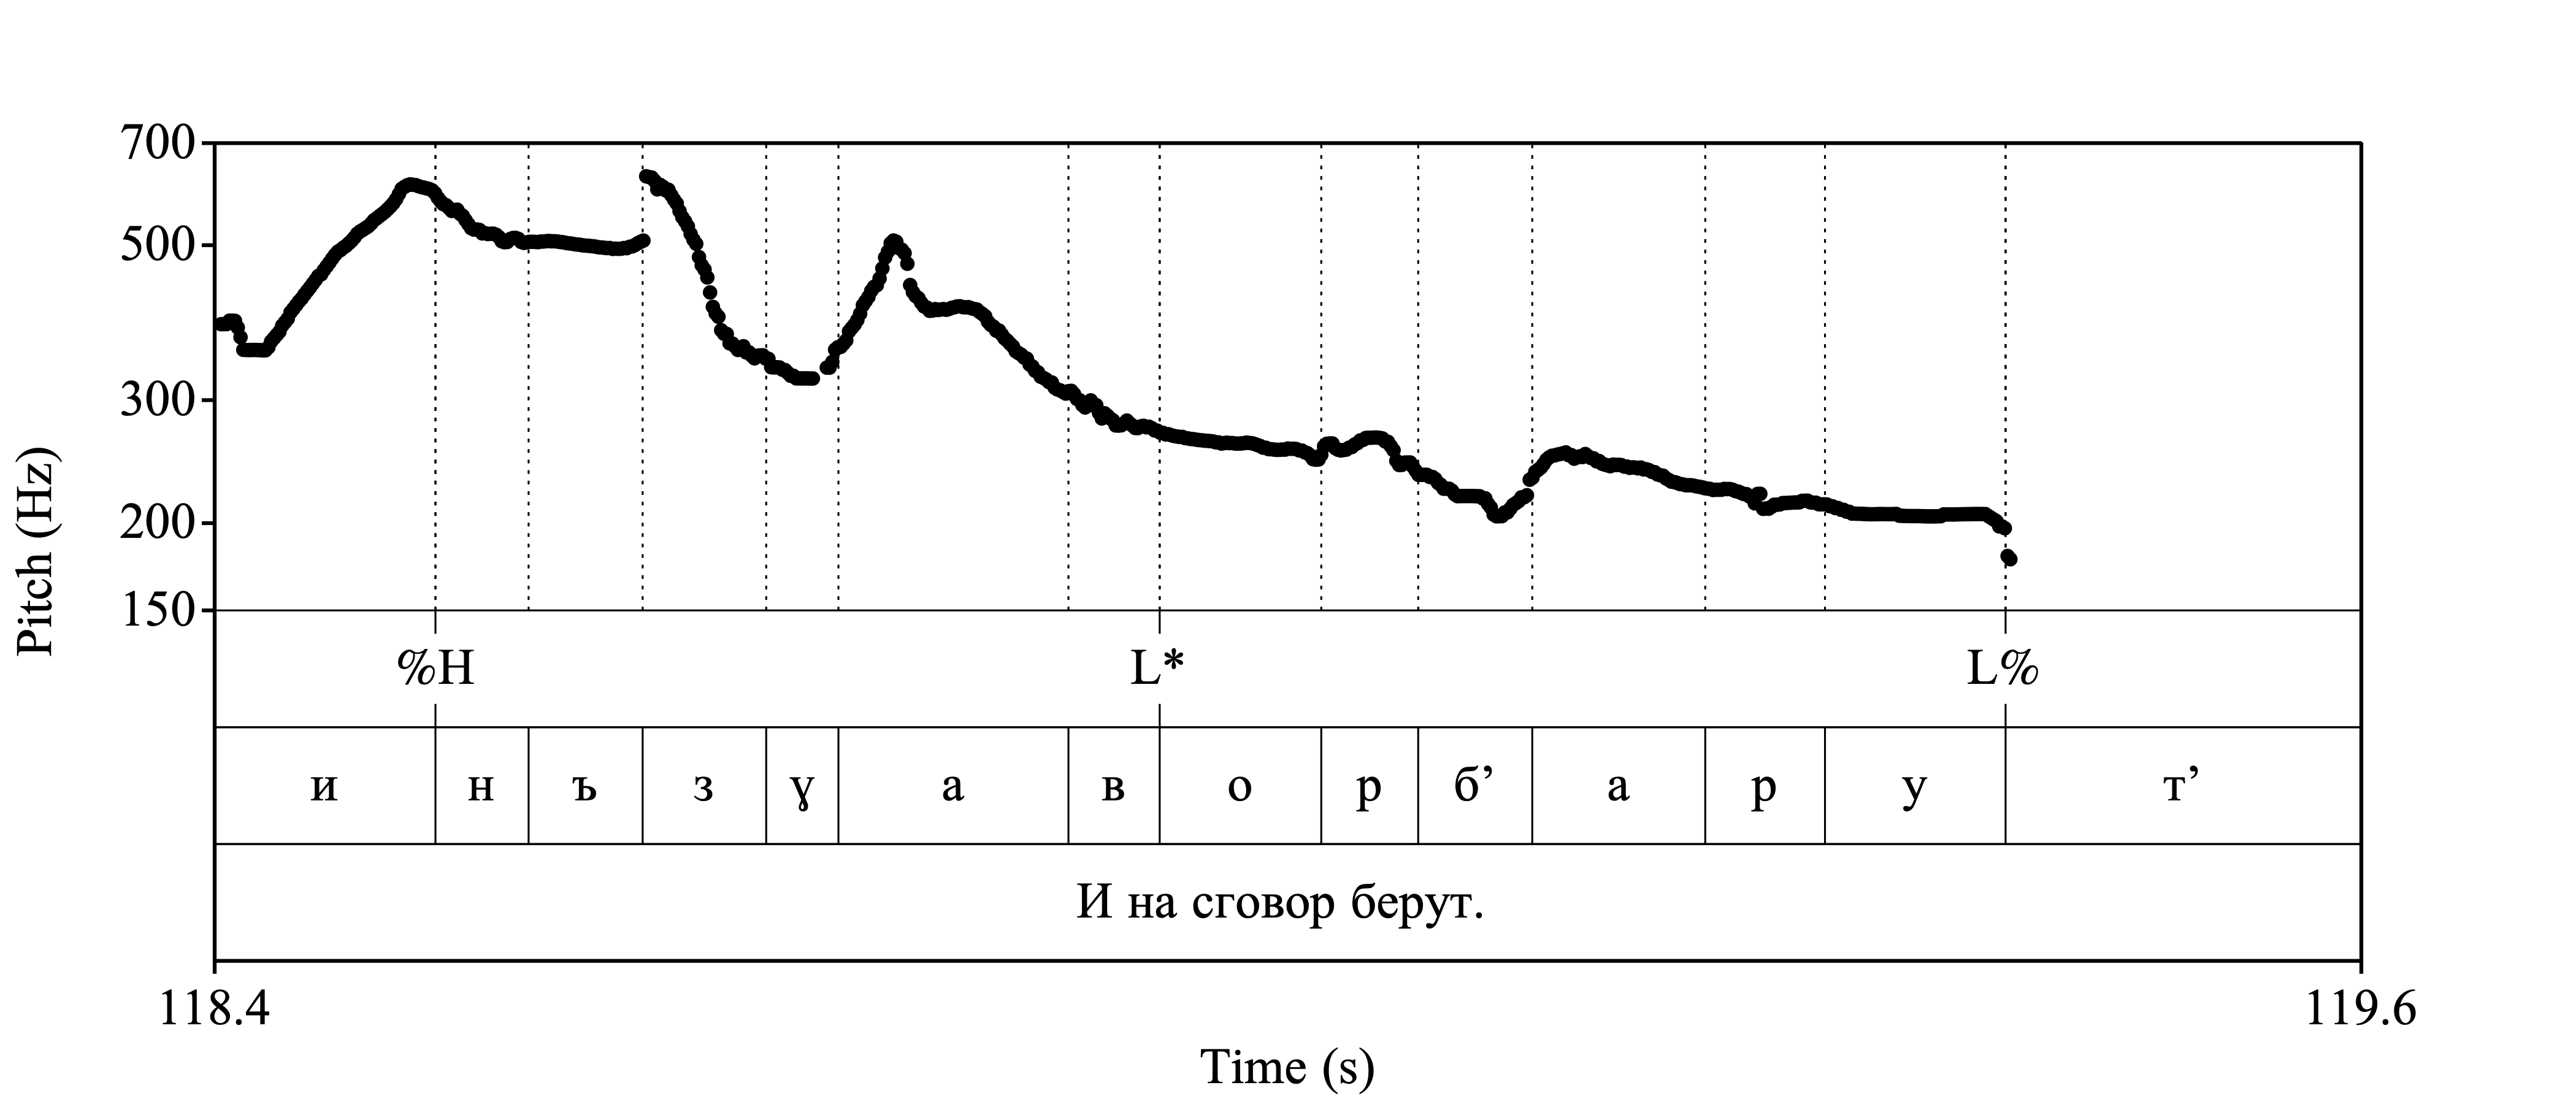 700
500
300
200
150
Pitch (Hz)
%H L* L%
и н ъ з ɣ а в о р б’ а р у т’
И на сговор берут.
118.4 119.6
Time (s)